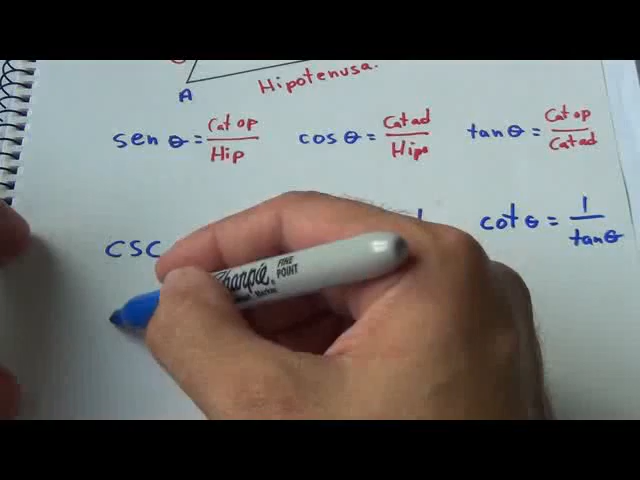 Hipotenusa.
A
sen θ = Cat op / Hip
cos θ = Cat ad / Hipo
tan θ = Cat op / Cat ad
csc
cot θ = 1 / tan θ
Sharpie
FINE POINT